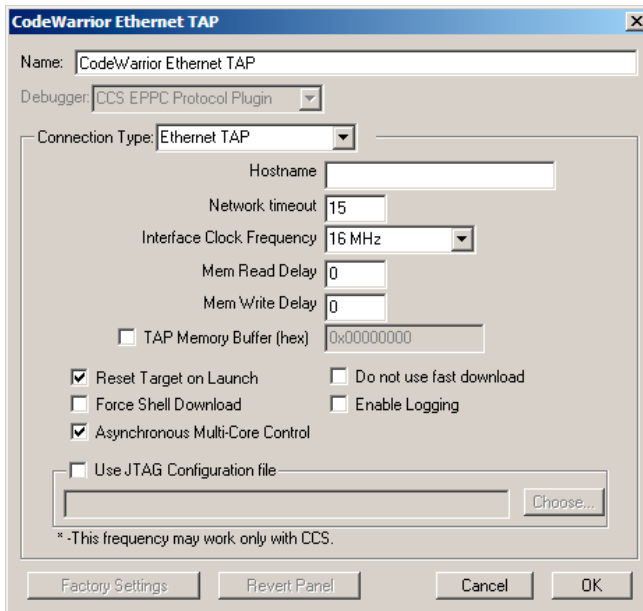 CodeWarrior Ethernet TAP
Name: CodeWarrior Ethernet TAP
Debugger: CCS EPPC Protocol Plugin
Connection Type: Ethernet TAP
Hostname
Network timeout 15
Interface Clock Frequency 16 MHz
Mem Read Delay 0
Mem Write Delay 0
TAP Memory Buffer (hex) 0x00000000
Reset Target on Launch Do not use fast download
Force Shell Download Enable Logging
Asynchronous Multi-Core Control
Use JTAG Configuration file
Choose...
* -This frequency may work only with CCS.
Factory Settings Revert Panel Cancel OK